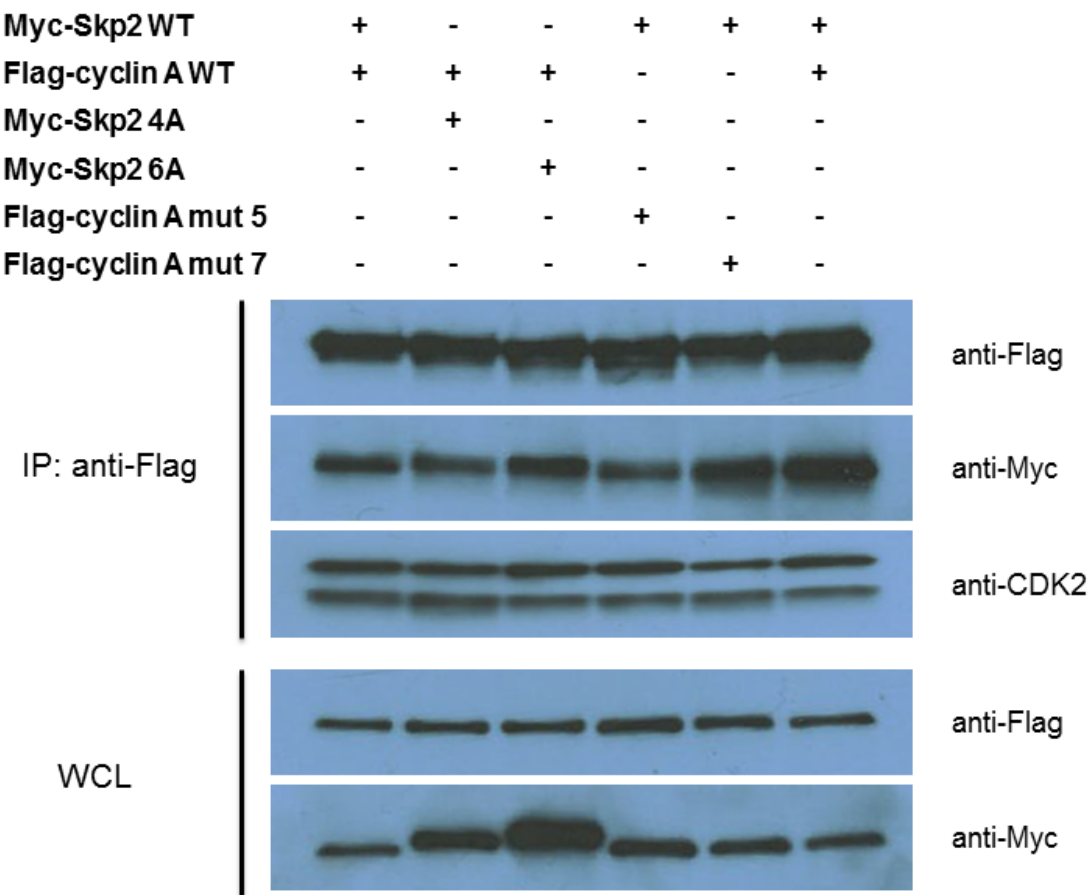 Myc-Skp2 WT + - - + + +
Flag-cyclin A WT + + + - - +
Myc-Skp2 4A - + - - - -
Myc-Skp2 6A - - + - - -
Flag-cyclin A mut 5 - - - + - -
Flag-cyclin A mut 7 - - - - + -
anti-Flag
IP: anti-Flag
anti-Myc
anti-CDK2
anti-Flag
WCL
anti-Myc